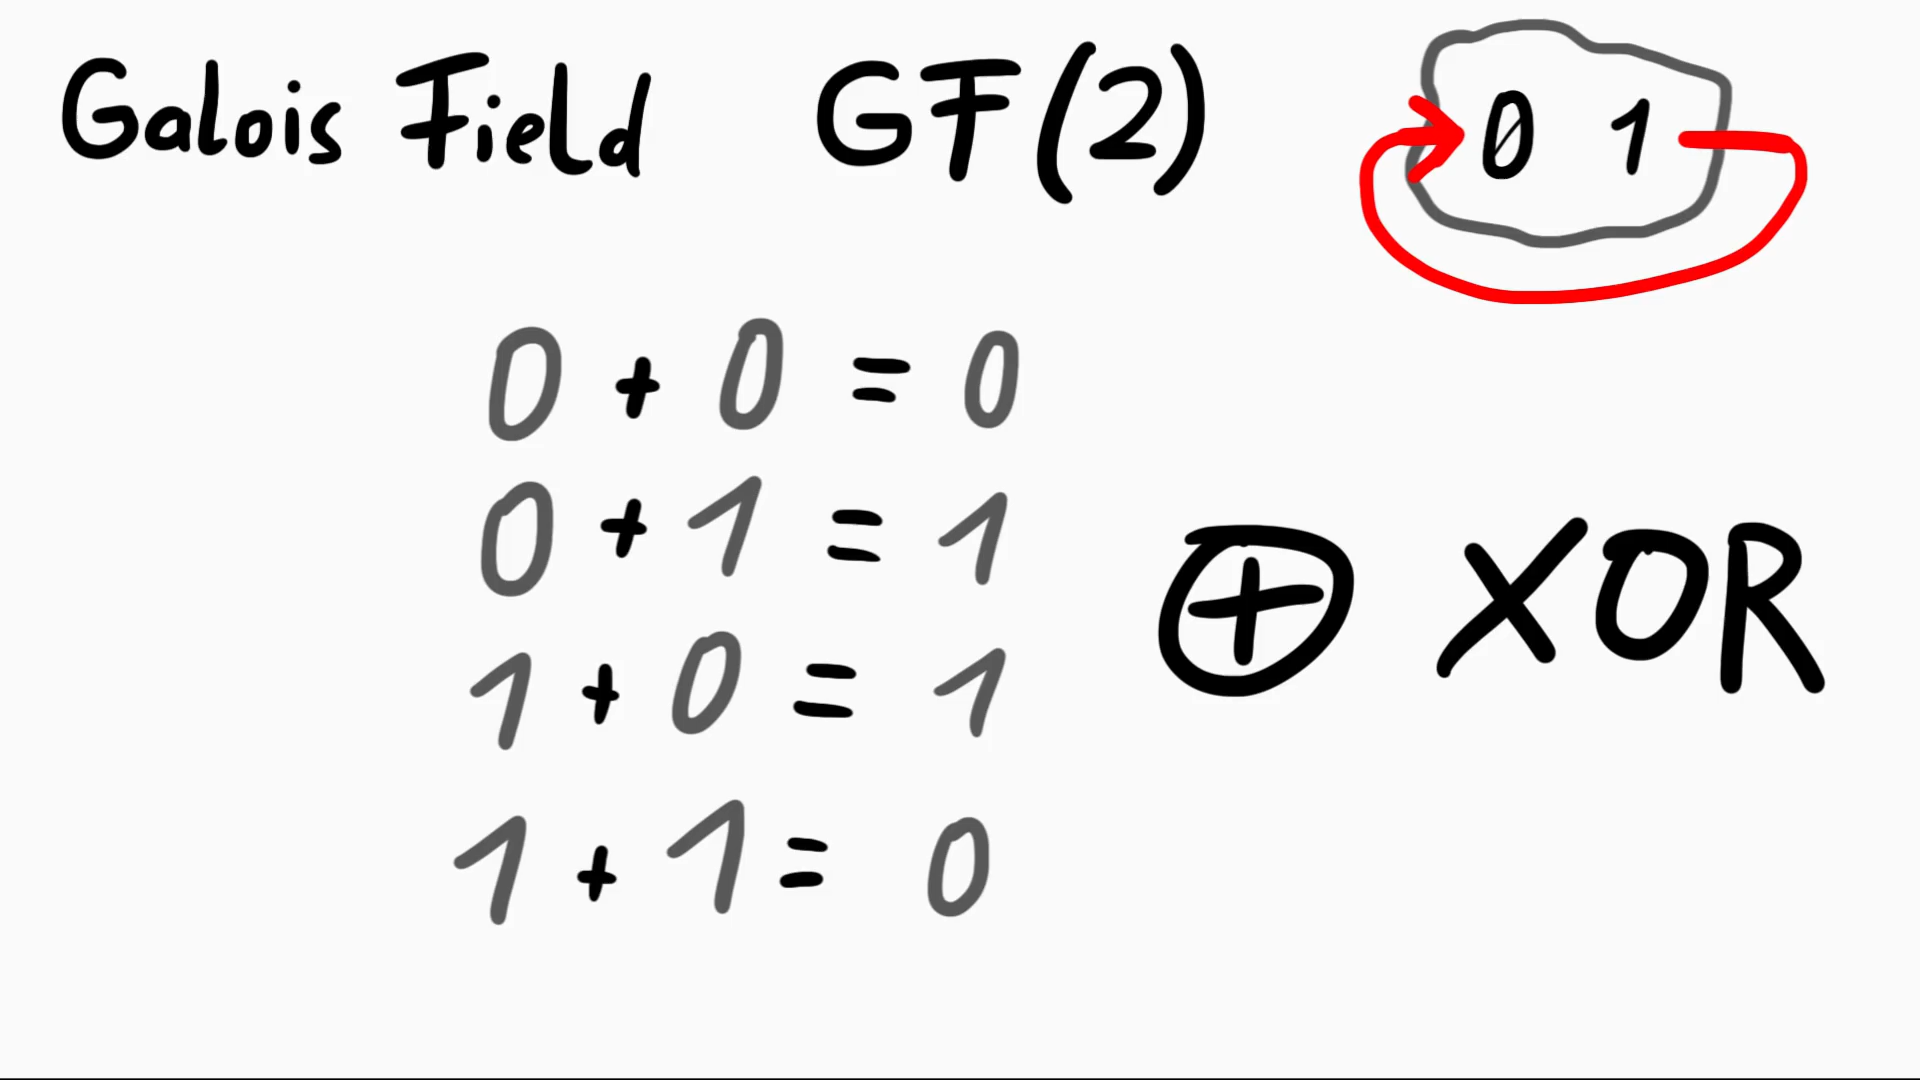 Galois Field GF(2) 0 1
0 + 0 = 0
0 + 1 = 1
⊕ XOR
1 + 0 = 1
1 + 1 = 0